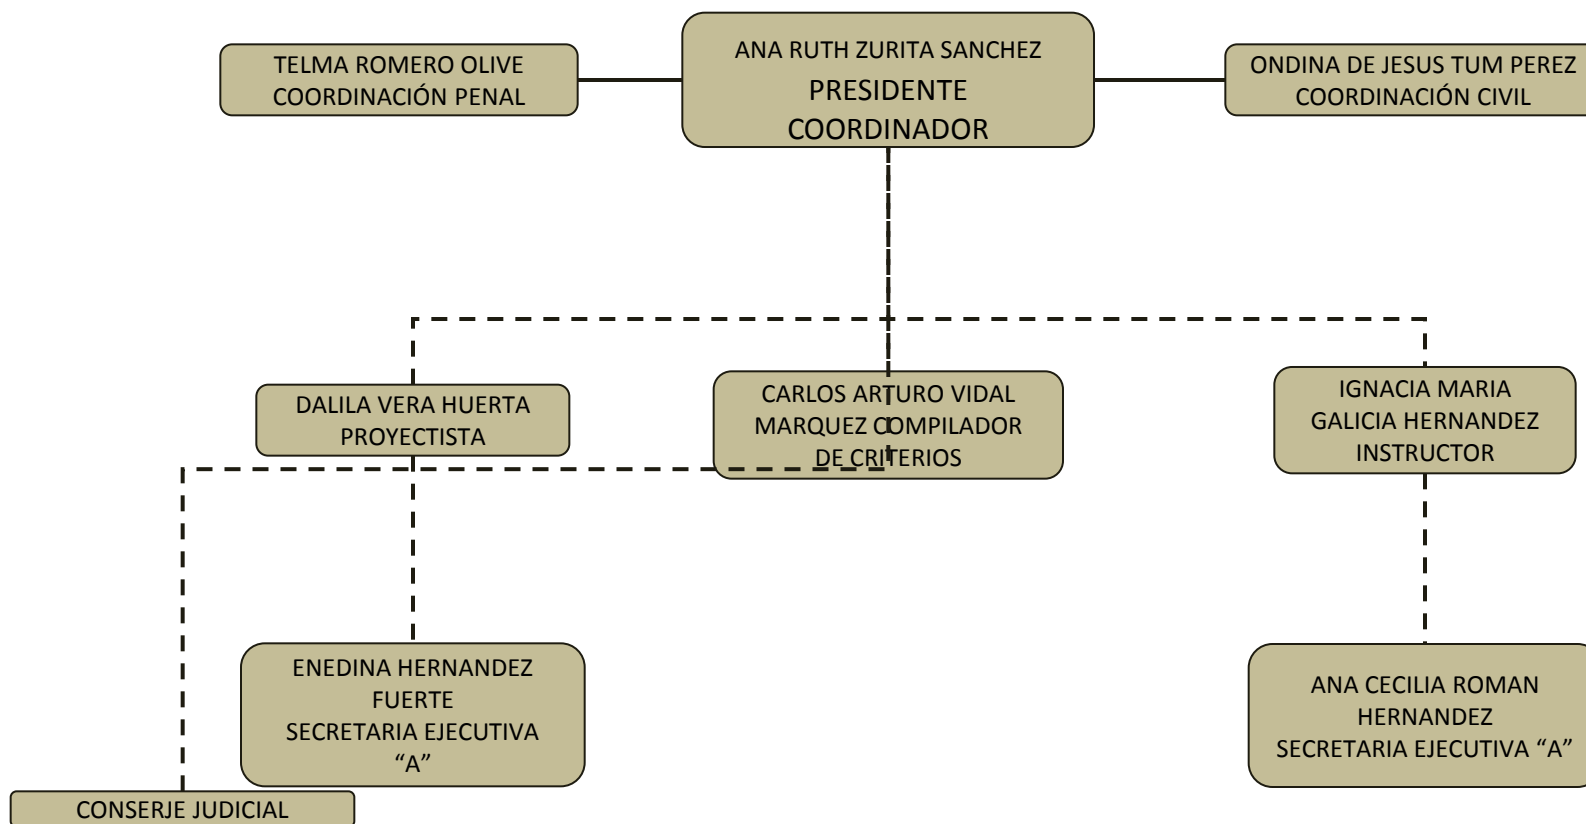 TELMA ROMERO OLIVE
COORDINACIÓN PENAL
ANA RUTH ZURITA SANCHEZ
PRESIDENTE
COORDINADOR
ONDINA DE JESUS TUM PEREZ
COORDINACIÓN CIVIL
DALILA VERA HUERTA
PROYECTISTA
CARLOS ARTURO VIDAL
MARQUEZ COMPILADOR
DE CRITERIOS
IGNACIA MARIA
GALICIA HERNANDEZ
INSTRUCTOR
ENEDINA HERNANDEZ
FUERTE
SECRETARIA EJECUTIVA
“A”
ANA CECILIA ROMAN
HERNANDEZ
SECRETARIA EJECUTIVA “A”
CONSERJE JUDICIAL